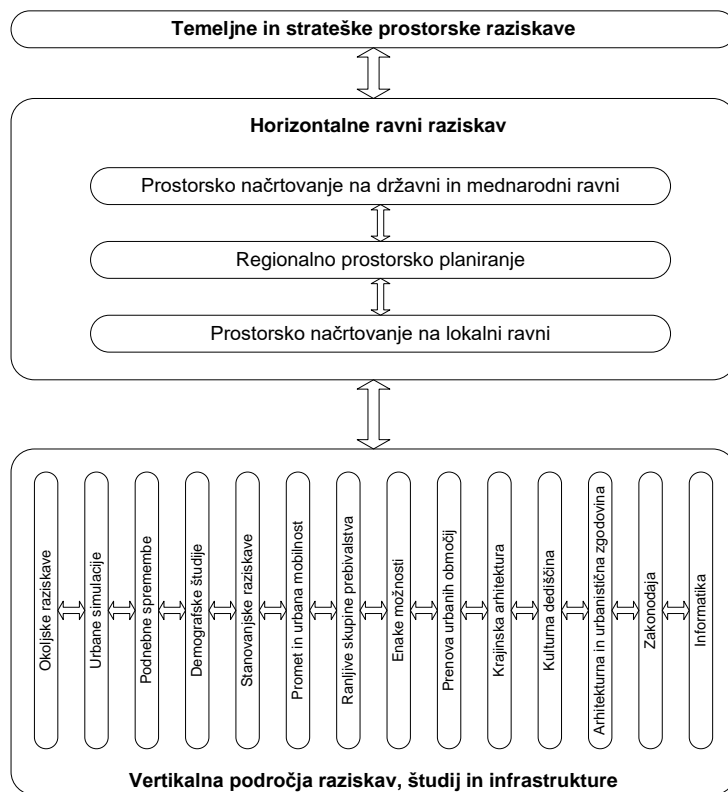 Temeljne in strateške prostorske raziskave
Horizontalne ravni raziskav
Prostorsko načrtovanje na državni in mednarodni ravni
Regionalno prostorsko planiranje
Prostorsko načrtovanje na lokalni ravni
Okoljske raziskave
Urbane simulacije
Podnebne spremembe
Demografske študije
Stanovanjske raziskave
Promet in urbana mobilnost
Ranljive skupine prebivalstva
Enake možnosti
Prenova urbanih območij
Krajinska arhitektura
Kulturna dediščina
Arhitekturna in urbanistična zgodovina
Zakonodaja
Informatika
Vertikalna področja raziskav, študij in infrastrukture